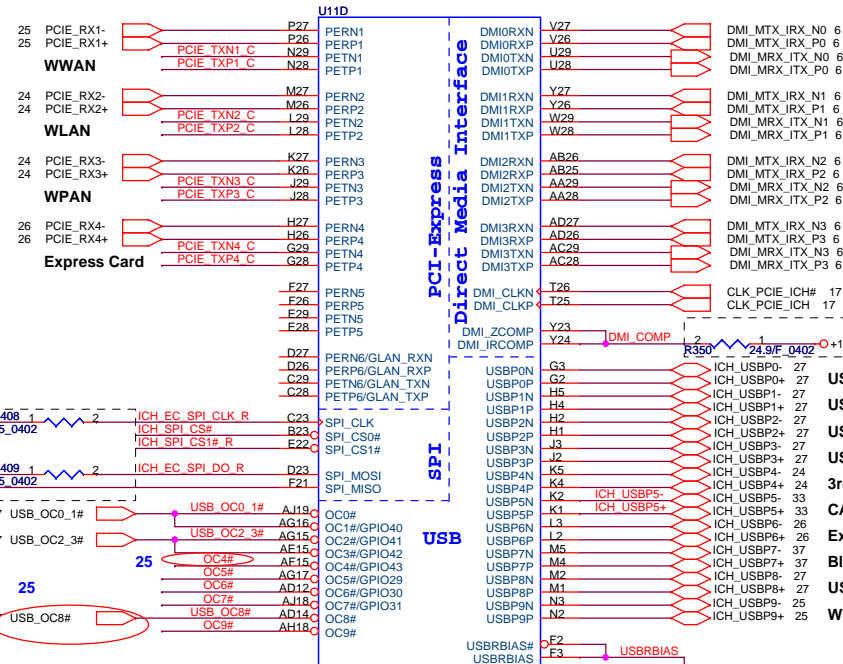 U11D
25 PCIE_RX1- P27 PERN1 DMI0RXN V27 DMI_MTX_IRX_N0 6
25 PCIE_RX1+ P26 PERP1 DMI0RXP V26 DMI_MTX_IRX_P0 6
PCIE_TXN1_C N29 PETN1 DMI0TXN U29 DMI_MRX_ITX_N0 6
WWAN PCIE_TXP1_C N28 PETP1 DMI0TXP U28 DMI_MRX_ITX_P0 6
24 PCIE_RX2- M27 PERN2 DMI1RXN Y27 DMI_MTX_IRX_N1 6
24 PCIE_RX2+ M26 PERP2 DMI1RXP Y26 DMI_MTX_IRX_P1 6
PCIE_TXN2_C L29 PETN2 DMI1TXN W29 DMI_MRX_ITX_N1 6
WLAN PCIE_TXP2_C L28 PETP2 DMI1TXP W28 DMI_MRX_ITX_P1 6
24 PCIE_RX3- K27 PERN3 DMI2RXN AB26 DMI_MTX_IRX_N2 6
24 PCIE_RX3+ K26 PERP3 DMI2RXP AB25 DMI_MTX_IRX_P2 6
PCIE_TXN3_C J29 PETN3 DMI2TXN AA29 DMI_MRX_ITX_N2 6
WPAN PCIE_TXP3_C J28 PETP3 DMI2TXP AA28 DMI_MRX_ITX_P2 6
26 PCIE_RX4- H27 PERN4 DMI3RXN AD27 DMI_MTX_IRX_N3 6
26 PCIE_RX4+ H26 PERP4 DMI3RXP AD26 DMI_MTX_IRX_P3 6
PCIE_TXN4_C G29 PETN4 DMI3TXN AC29 DMI_MRX_ITX_N3 6
Express Card PCIE_TXP4_C G28 PETP4 DMI3TXP AC28 DMI_MRX_ITX_P3 6
PCI-Express
Direct Media Interface
F27 PERN5 DMI_CLKN T26 CLK_PCIE_ICH# 17
F26 PERP5 DMI_CLKP T25 CLK_PCIE_ICH 17
E29 PETN5
E28 PETP5 DMI_ZCOMP Y23
DMI_IRCOMP Y24 DMI_COMP 2 1 +1
R350 24.9/F_0402
D27 PERN6/GLAN_RXN
D26 PERP6/GLAN_RXP USBP0N G3 ICH_USBP0- 27
C29 PETN6/GLAN_TXN USBP0P G2 ICH_USBP0+ 27 US
C28 PETP6/GLAN_TXP USBP1N H5 ICH_USBP1- 27
USBP1P H4 ICH_USBP1+ 27 US
408 1 2 ICH_EC_SPI_CLK_R C23 SPI_CLK USBP2N H2 ICH_USBP2- 27
5_0402 ICH_SPI_CS# B23 SPI_CS0# USBP2P H1 ICH_USBP2+ 27 US
ICH_SPI_CS1#_R E22 SPI_CS1# USBP3N J3 ICH_USBP3- 27
SPI
USBP3P J2 ICH_USBP3+ 27 US
409 1 2 ICH_EC_SPI_DO_R D23 SPI_MOSI USBP4N K5 ICH_USBP4- 24
5_0402 F21 SPI_MISO USBP4P K4 ICH_USBP4+ 24 3r
USBP5N K2 ICH_USBP5- ICH_USBP5- 33
USB_OC0_1# USB_OC0_1# AJ19 OC0# USBP5P K1 ICH_USBP5+ ICH_USBP5+ 33 CA
AG16 OC1#/GPIO40 USBP6N L3 ICH_USBP6- 26
USB_OC2_3# USB_OC2_3# AG15 OC2#/GPIO41 USB USBP6P L2 ICH_USBP6+ 26 Ex
AE15 OC3#/GPIO42 USBP7N M5 ICH_USBP7- 37
25 OC4# AF15 OC4#/GPIO43 USBP7P M4 ICH_USBP7+ 37 Bl
OC5# AG17 OC5#/GPIO29 USBP8N M2 ICH_USBP8- 27
25 OC6# AD12 OC6#/GPIO30 USBP8P M1 ICH_USBP8+ 27 US
OC7# AJ18 OC7#/GPIO31 USBP9N N3 ICH_USBP9- 25
USB_OC8# USB_OC8# AD14 OC8# USBP9P N2 ICH_USBP9+ 25 W
OC9# AH18 OC9#
USBRBIAS# F2
USBRBIAS F3 USBRBIAS